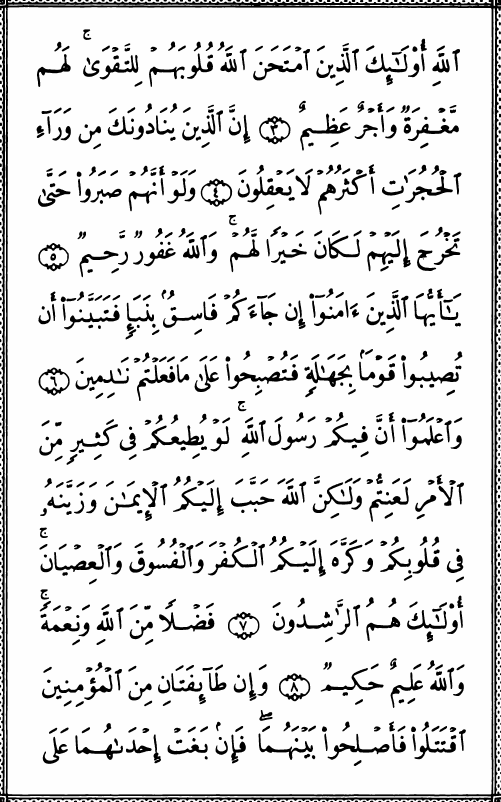 ٱللَّهِ أُو۟لَـٰٓئِكَ ٱلَّذِينَ ٱمْتَحَنَ ٱللَّهُ قُلُوبَهُمْ لِلتَّقْوَىٰ ۚ لَهُم
مَّغْفِرَةٌ وَأَجْرٌ عَظِيمٌ ﴿٣﴾ إِنَّ ٱلَّذِينَ يُنَادُونَكَ مِن وَرَآءِ
ٱلْحُجُرَٰتِ أَكْثَرُهُمْ لَا يَعْقِلُونَ ﴿٤﴾ وَلَوْ أَنَّهُمْ صَبَرُوا۟ حَتَّىٰ
تَخْرُجَ إِلَيْهِمْ لَكَانَ خَيْرًا لَّهُمْ ۚ وَٱللَّهُ غَفُورٌ رَّحِيمٌ ﴿٥﴾
يَـٰٓأَيُّهَا ٱلَّذِينَ ءَامَنُوٓا۟ إِن جَآءَكُمْ فَاسِقٌۢ بِنَبَإٍ فَتَبَيَّنُوٓا۟ أَن
تُصِيبُوا۟ قَوْمًۢا بِجَهَـٰلَةٍ فَتُصْبِحُوا۟ عَلَىٰ مَا فَعَلْتُمْ نَـٰدِمِينَ ﴿٦﴾
وَٱعْلَمُوٓا۟ أَنَّ فِيكُمْ رَسُولَ ٱللَّهِ ۚ لَوْ يُطِيعُكُمْ فِى كَثِيرٍ مِّنَ
ٱلْأَمْرِ لَعَنِتُّمْ وَلَـٰكِنَّ ٱللَّهَ حَبَّبَ إِلَيْكُمُ ٱلْإِيمَـٰنَ وَزَيَّنَهُۥ
فِى قُلُوبِكُمْ وَكَرَّهَ إِلَيْكُمُ ٱلْكُفْرَ وَٱلْفُسُوقَ وَٱلْعِصْيَانَ ۚ
أُو۟لَـٰٓئِكَ هُمُ ٱلرَّٰشِدُونَ ﴿٧﴾ فَضْلًا مِّنَ ٱللَّهِ وَنِعْمَةً ۚ
وَٱللَّهُ عَلِيمٌ حَكِيمٌ ﴿٨﴾ وَإِن طَآئِفَتَانِ مِنَ ٱلْمُؤْمِنِينَ
ٱقْتَتَلُوا۟ فَأَصْلِحُوا۟ بَيْنَهُمَا ۖ فَإِنۢ بَغَتْ إِحْدَىٰهُمَا عَلَى